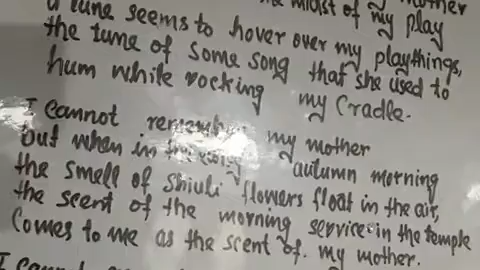 midst of my play
a tune seems to hover over my playthings,
the tune of some song that she used to
hum while rocking my Cradle.
I cannot remember my mother
but when in the early autumn morning
the smell of Shiuli flowers float in the air,
the scent of the morning service in the temple
Comes to me as the scent of my mother.
I cannot